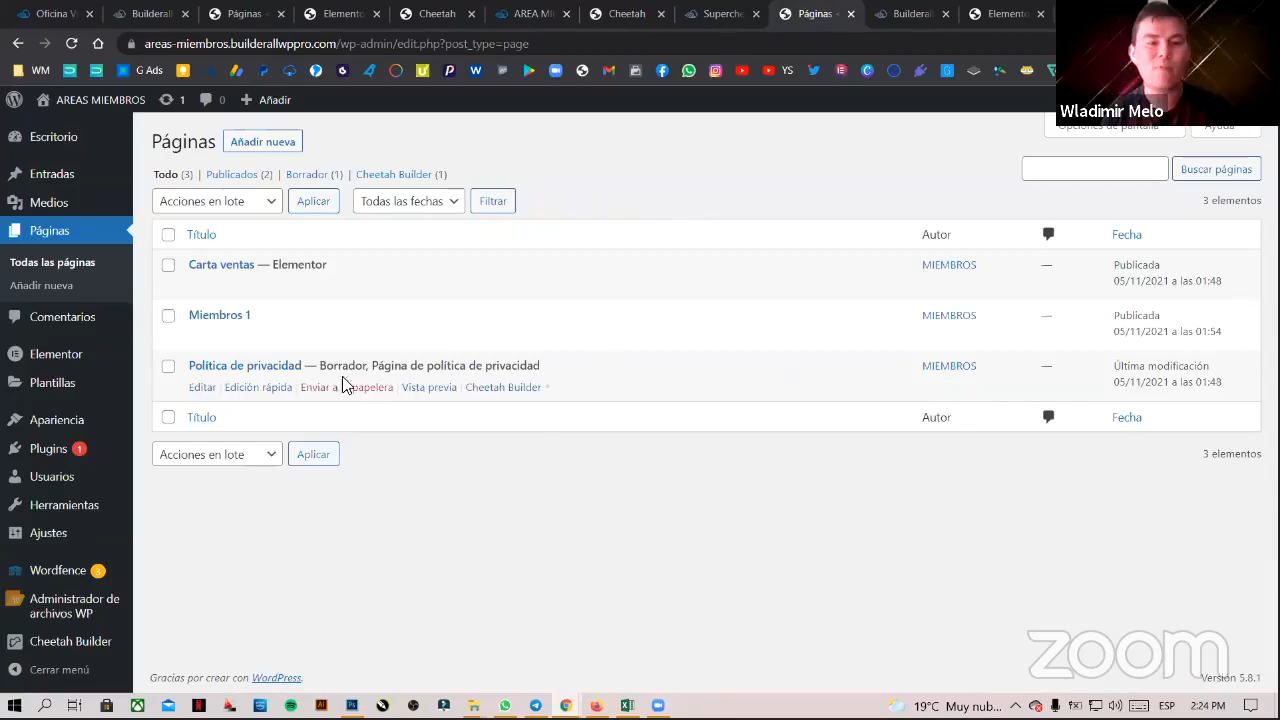 Oficina V
Builderall
Páginas
Elemento
Cheetah
AREA MI
Cheetah
Superche
Páginas
Builderall
Elemento
areas-miembros.builderallwppro.com/wp-admin/edit.php?post_type=page
WM
G Ads
YS
Wladimir Melo
AREAS MIEMBROS
1
0
Añadir
Opciones de pantalla
Ayuda
Escritorio
Entradas
Medios
Páginas
Todas las páginas
Añadir nueva
Comentarios
Elementor
Plantillas
Apariencia
Plugins 1
Usuarios
Herramientas
Ajustes
Wordfence 3
Administrador de
archivos WP
Cheetah Builder
Cerrar menú
Páginas Añadir nueva
Todo (3) | Publicados (2) | Borrador (1) | Cheetah Builder (1)
Buscar páginas
Acciones en lote Aplicar Todas las fechas Filtrar
3 elementos
Título Autor Fecha
Carta ventas — Elementor MIEMBROS — Publicada
05/11/2021 a las 01:48
Miembros 1 MIEMBROS — Publicada
05/11/2021 a las 01:54
Política de privacidad — Borrador, Página de política de privacidad MIEMBROS — Última modificación
05/11/2021 a las 01:48
Editar | Edición rápida | Enviar a papelera | Vista previa | Cheetah Builder
Título Autor Fecha
Acciones en lote Aplicar
3 elementos
zoom
Gracias por crear con WordPress.
Versión 5.8.1
19°C Muy nub...
ESP
2:24 PM